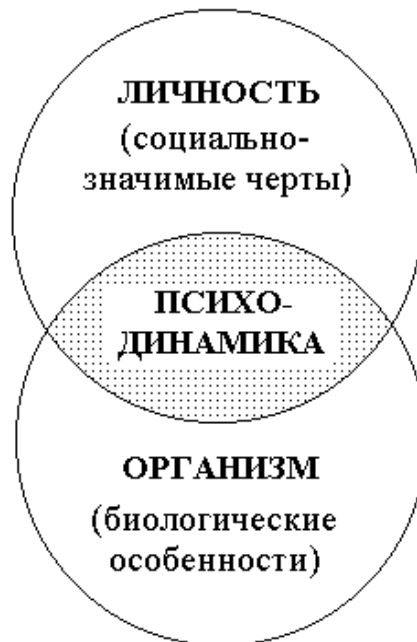 ЛИЧНОСТЬ
(социально-
значимые черты)
ПСИХО-
ДИНАМИКА
ОРГАНИЗМ
(биологические
особенности)